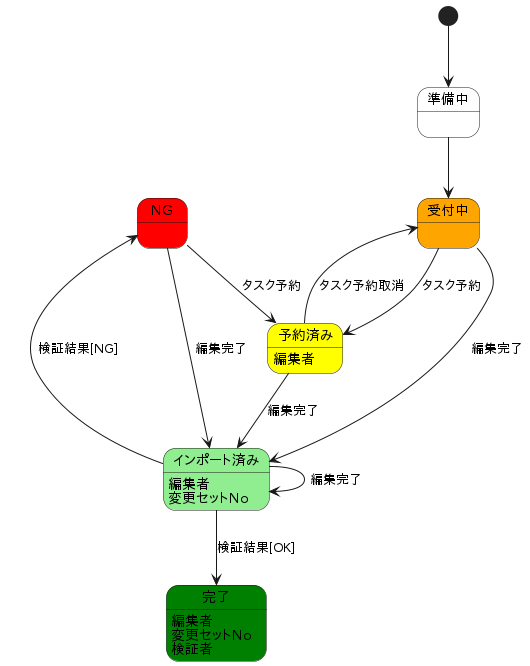 準備中
NG
受付中
タスク予約
タスク予約取消
タスク予約
予約済み
編集者
検証結果[NG]
編集完了
編集完了
編集完了
インポート済み
編集者
変更セットNo
編集完了
検証結果[OK]
完了
編集者
変更セットNo
検証者